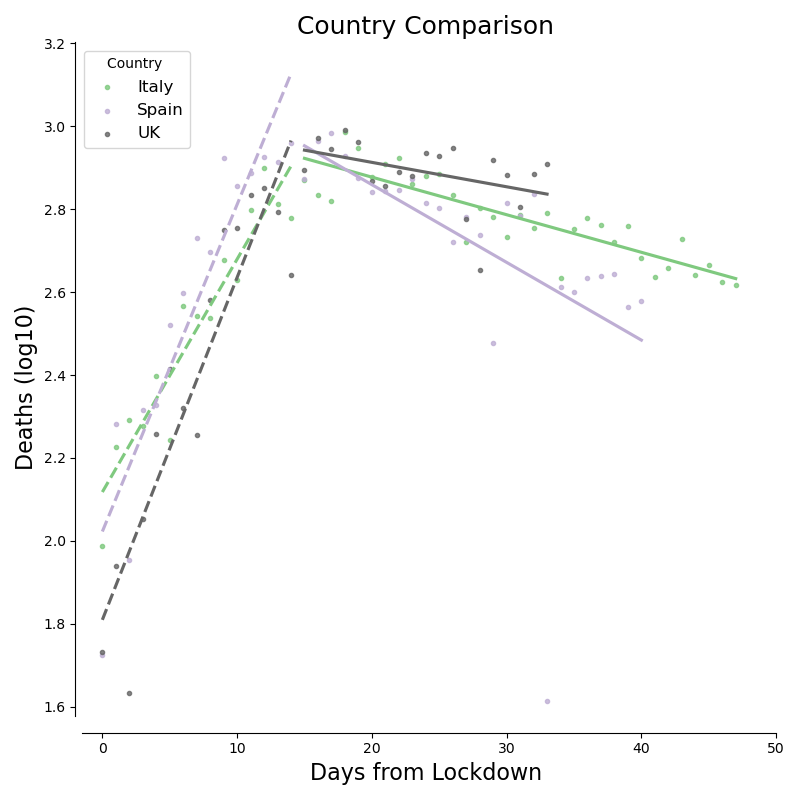 Country Comparison
3.2
Country
Italy
Spain
UK
3.0
2.8
2.6
2.4
2.2
2.0
1.8
1.6
Deaths (log10)
0 10 20 30 40 50
Days from Lockdown